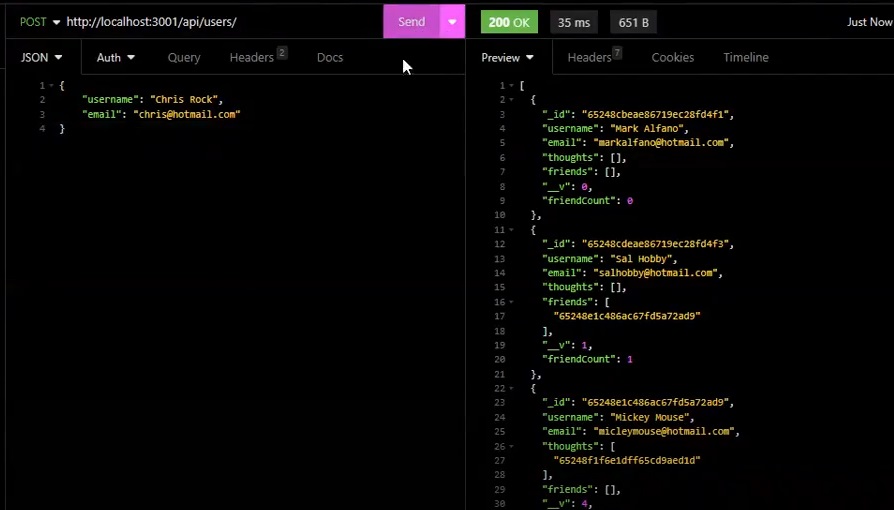 POST http://localhost:3001/api/users/ Send 200 OK 35 ms 651 B Just Now
JSON Auth Query Headers 2 Docs
Preview Headers 7 Cookies Timeline
1 {
2 "username": "Chris Rock",
3 "email": "chris@hotmail.com"
4 }
1 [
2 {
3 "_id": "65248cbeae86719ec28fd4f1",
4 "username": "Mark Alfano",
5 "email": "markalfano@hotmail.com",
6 "thoughts": [],
7 "friends": [],
8 "__v": 0,
9 "friendCount": 0
10 },
11 {
12 "_id": "65248cdeae86719ec28fd4f3",
13 "username": "Sal Hobby",
14 "email": "salhobby@hotmail.com",
15 "thoughts": [],
16 "friends": [
17 "65248e1c486ac67fd5a72ad9"
18 ],
19 "__v": 1,
20 "friendCount": 1
21 },
22 {
23 "_id": "65248e1c486ac67fd5a72ad9",
24 "username": "Mickey Mouse",
25 "email": "micleymouse@hotmail.com",
26 "thoughts": [
27 "65248f1f6e1dff65cd9aed1d"
28 ],
29 "friends": [],
30 "__v": 4,